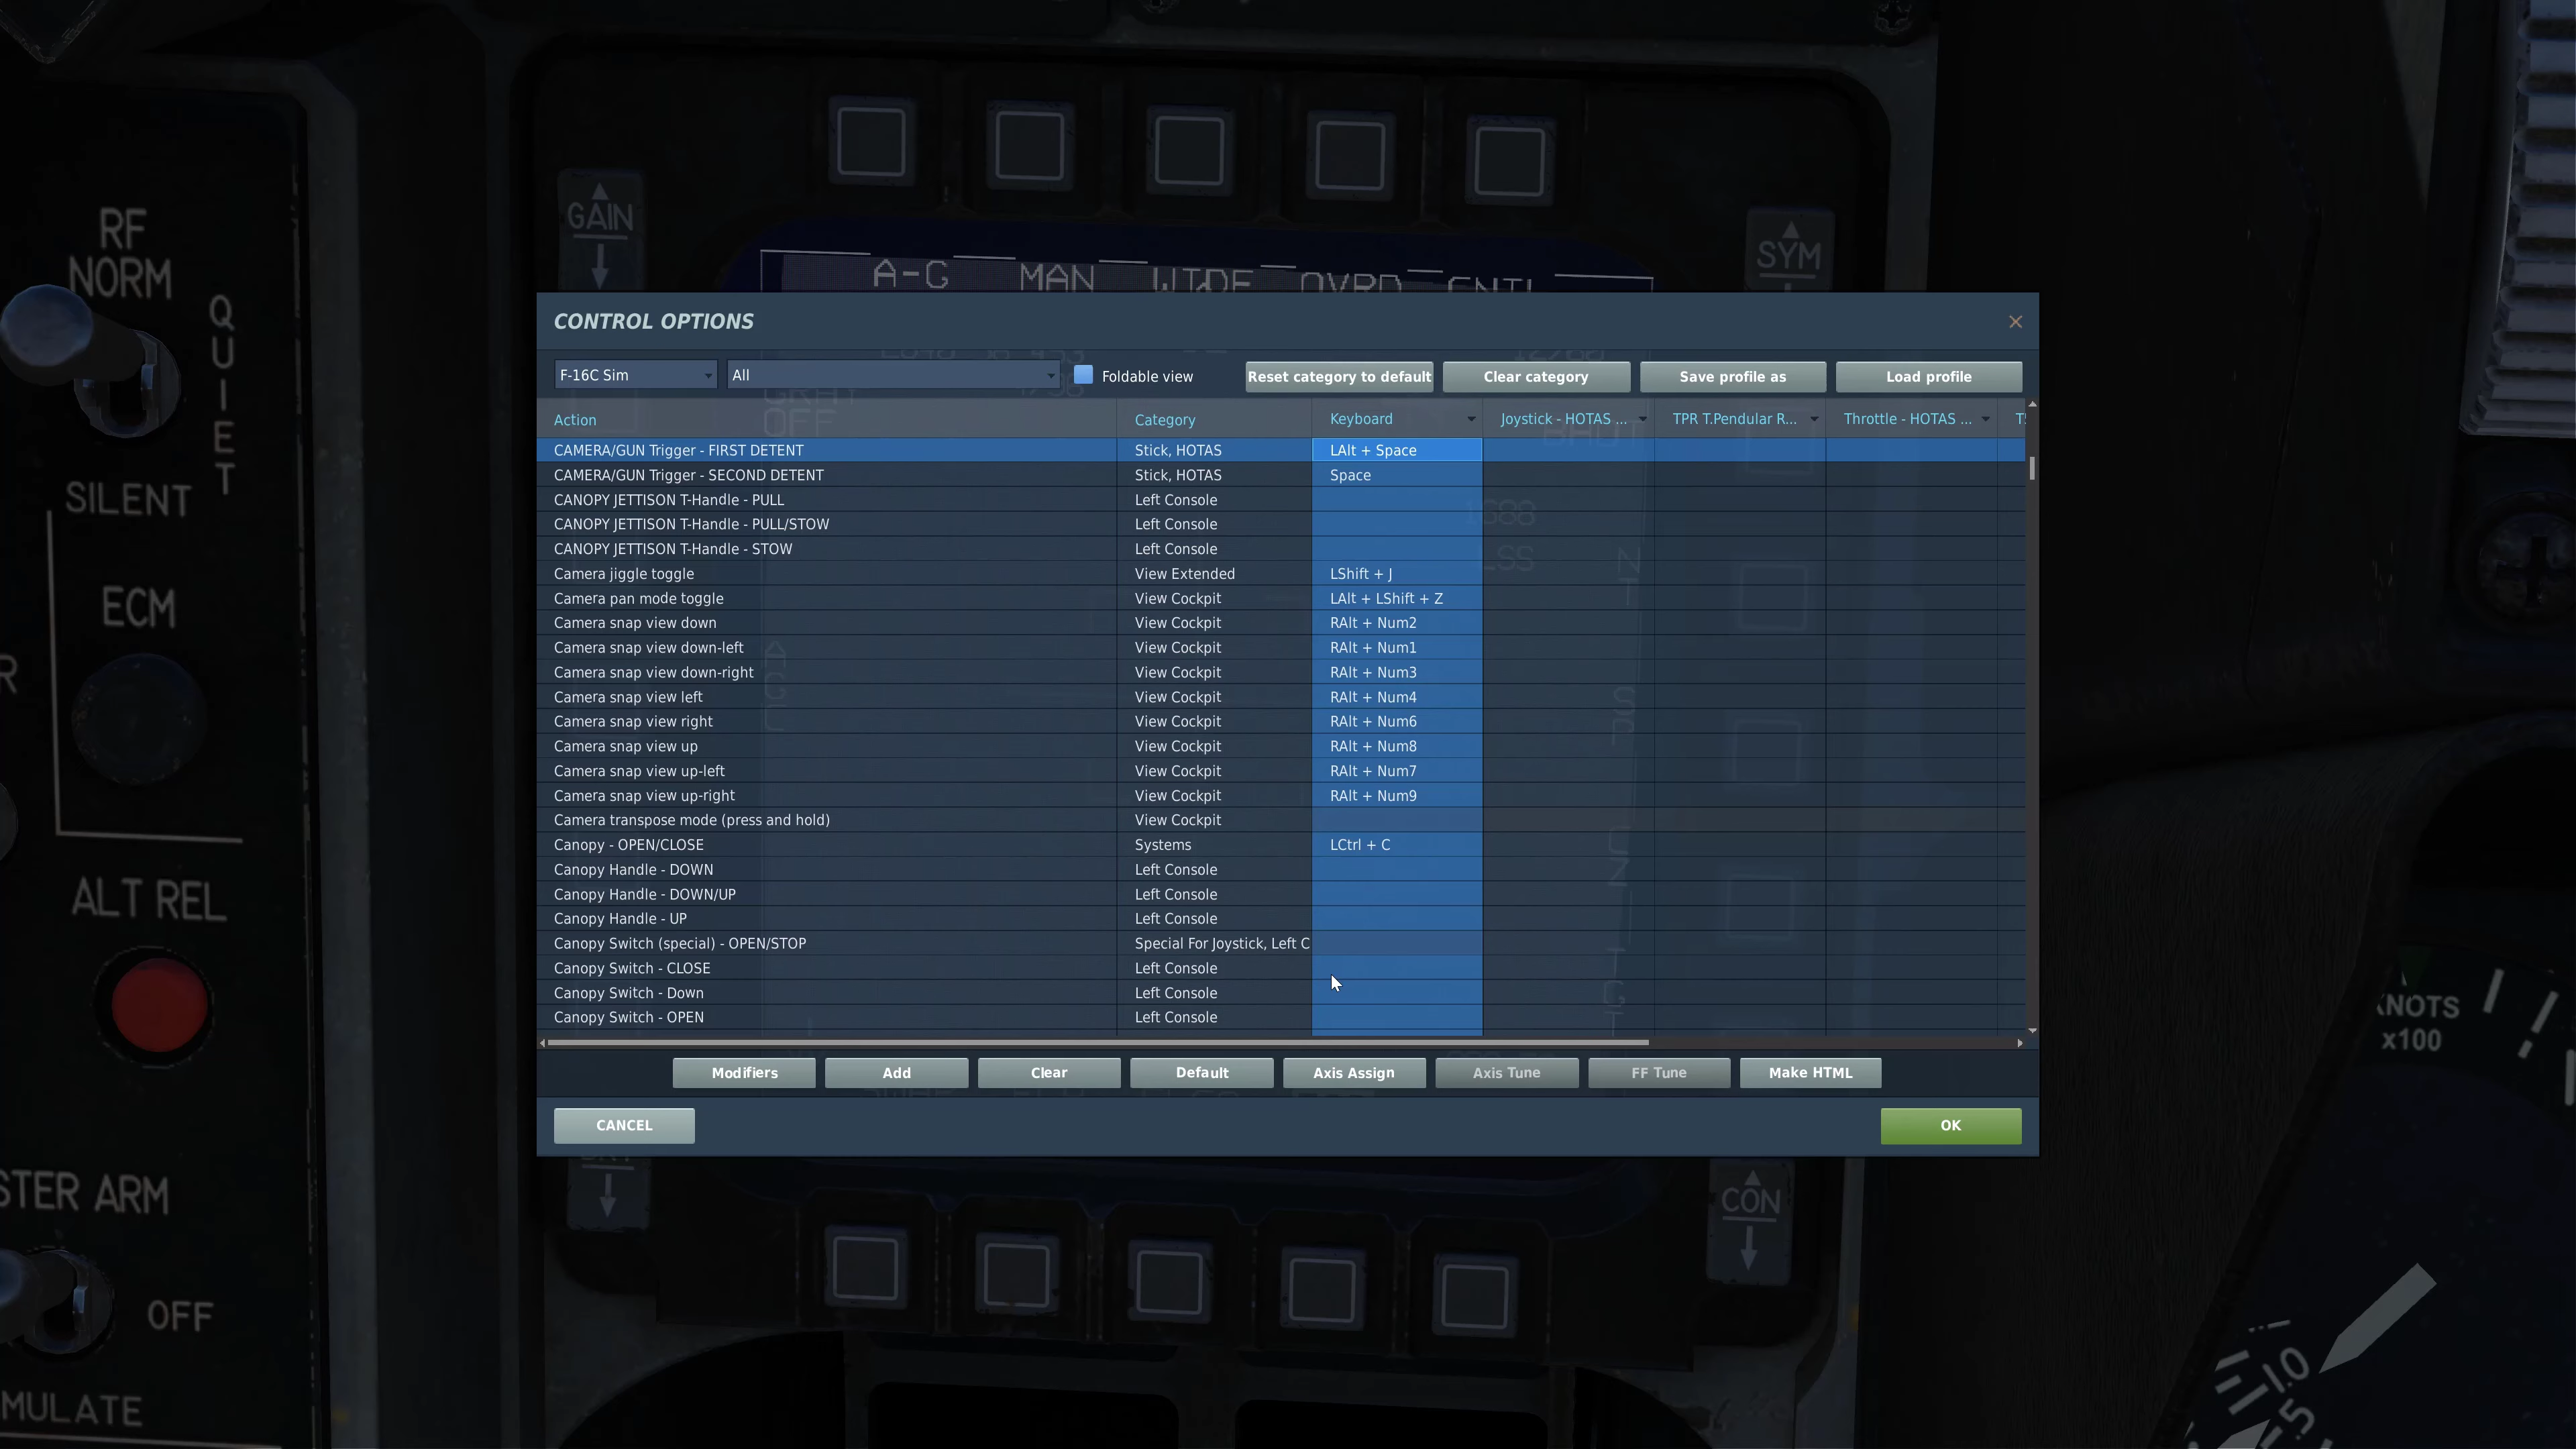 RF
NORM
QUIET
SILENT
ECM
ALT REL
OFF
GAIN
SYM
A-G MAN WIDE OVRD CNTL
CONTROL OPTIONS
F-16C Sim All Foldable view Reset category to default Clear category Save profile as Load profile
Action Category Keyboard Joystick - HOTAS ... TPR T.Pendular R... Throttle - HOTAS ...
CAMERA/GUN Trigger - FIRST DETENT Stick, HOTAS LAlt + Space
CAMERA/GUN Trigger - SECOND DETENT Stick, HOTAS Space
CANOPY JETTISON T-Handle - PULL Left Console
CANOPY JETTISON T-Handle - PULL/STOW Left Console
CANOPY JETTISON T-Handle - STOW Left Console
Camera jiggle toggle View Extended LShift + J
Camera pan mode toggle View Cockpit LAlt + LShift + Z
Camera snap view down View Cockpit RAlt + Num2
Camera snap view down-left View Cockpit RAlt + Num1
Camera snap view down-right View Cockpit RAlt + Num3
Camera snap view left View Cockpit RAlt + Num4
Camera snap view right View Cockpit RAlt + Num6
Camera snap view up View Cockpit RAlt + Num8
Camera snap view up-left View Cockpit RAlt + Num7
Camera snap view up-right View Cockpit RAlt + Num9
Camera transpose mode (press and hold) View Cockpit
Canopy - OPEN/CLOSE Systems LCtrl + C
Canopy Handle - DOWN Left Console
Canopy Handle - DOWN/UP Left Console
Canopy Handle - UP Left Console
Canopy Switch (special) - OPEN/STOP Special For Joystick, Left C
Canopy Switch - CLOSE Left Console
Canopy Switch - Down Left Console
Canopy Switch - OPEN Left Console
Modifiers Add Clear Default Axis Assign Axis Tune FF Tune Make HTML
CANCEL OK
STER ARM
MULATE
CON
KNOTS
x100
1.0
.5